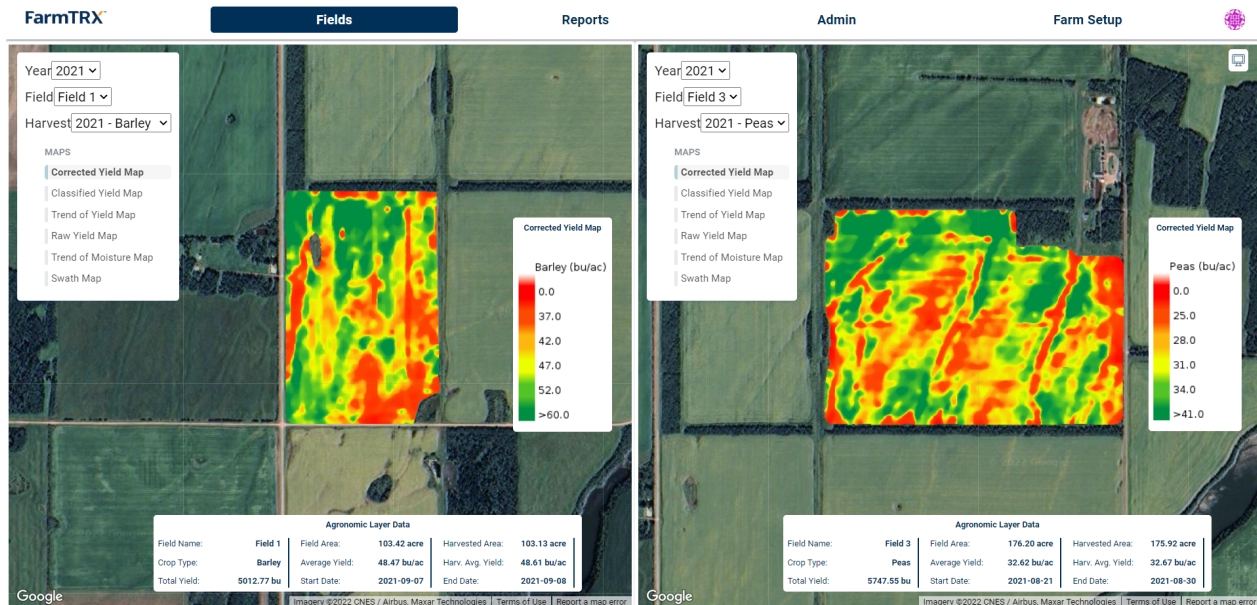 FarmTRX
Fields
Reports
Admin
Farm Setup
Year 2021
Field Field 1
Harvest 2021 - Barley
MAPS
Corrected Yield Map
Classified Yield Map
Trend of Yield Map
Raw Yield Map
Trend of Moisture Map
Swath Map
Corrected Yield Map
Barley (bu/ac)
0.0
37.0
42.0
47.0
52.0
>60.0
Agronomic Layer Data
Field Name: Field 1 Field Area: 103.42 acre Harvested Area: 103.13 acre
Crop Type: Barley Average Yield: 48.47 bu/ac Harv. Avg. Yield: 48.61 bu/ac
Total Yield: 5012.77 bu Start Date: 2021-09-07 End Date: 2021-09-08
Google
Imagery ©2022 CNES / Airbus, Maxar Technologies Terms of Use Report a map error
Year 2021
Field Field 3
Harvest 2021 - Peas
MAPS
Corrected Yield Map
Classified Yield Map
Trend of Yield Map
Raw Yield Map
Trend of Moisture Map
Swath Map
Corrected Yield Map
Peas (bu/ac)
0.0
25.0
28.0
31.0
34.0
>41.0
Agronomic Layer Data
Field Name: Field 3 Field Area: 176.20 acre Harvested Area: 175.92 acre
Crop Type: Peas Average Yield: 32.62 bu/ac Harv. Avg. Yield: 32.67 bu/ac
Total Yield: 5747.55 bu Start Date: 2021-08-21 End Date: 2021-08-30
Google
Imagery ©2022 CNES / Airbus, Maxar Technologies Terms of Use Report a map error